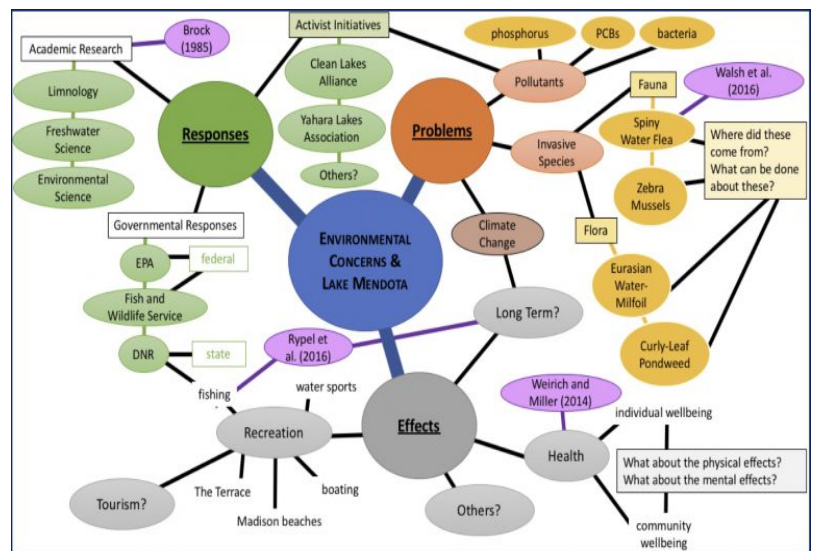 Academic Research
Brock
(1985)
Limnology
Freshwater
Science
Environmental
Science
Responses
Activist Initiatives
Clean Lakes
Alliance
Yahara Lakes
Association
Others?
Problems
phosphorus
PCBs
bacteria
Pollutants
Invasive
Species
Fauna
Walsh et al.
(2016)
Spiny
Water Flea
Zebra
Mussels
Where did these
come from?
What can be done
about these?
Flora
Eurasian
Water-
Milfoil
Curly-Leaf
Pondweed
Climate
Change
Long Term?
ENVIRONMENTAL
CONCERNS &
LAKE MENDOTA
Governmental Responses
EPA
federal
Fish and
Wildlife Service
DNR
state
Rypel et
al. (2016)
fishing
water sports
Recreation
Tourism?
The Terrace
Madison beaches
boating
Effects
Others?
Weirich and
Miller (2014)
Health
individual wellbeing
What about the physical effects?
What about the mental effects?
community
wellbeing